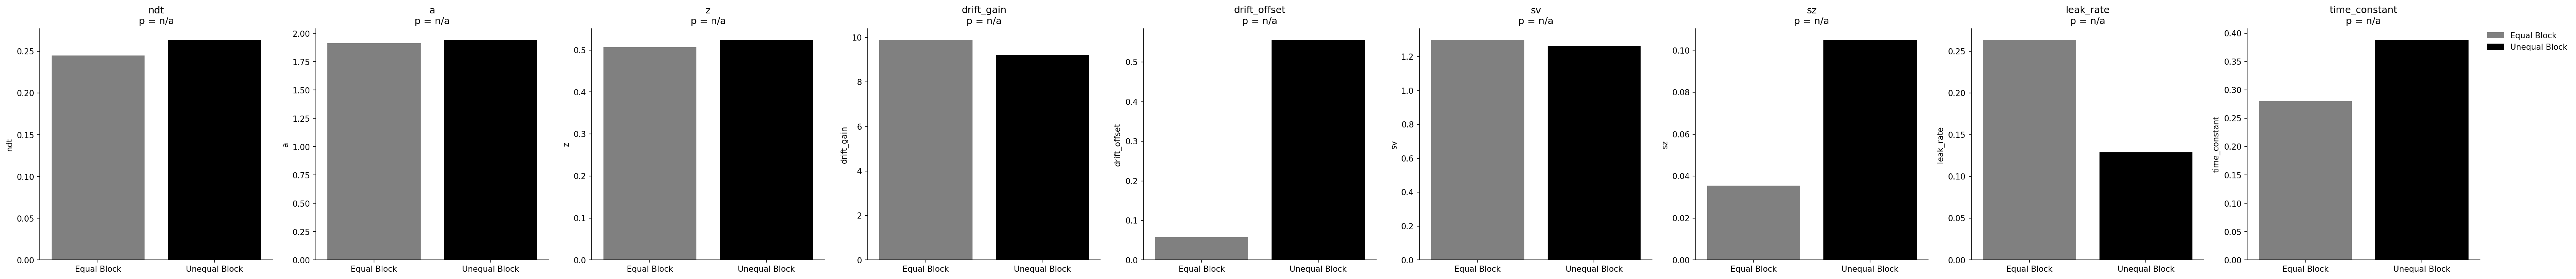 ndt
p = n/a
0.25
0.20
0.15
0.10
0.05
0.00
ndt
Equal Block
Unequal Block
a
p = n/a
2.00
1.75
1.50
1.25
1.00
0.75
0.50
0.25
0.00
a
Equal Block
Unequal Block
z
p = n/a
0.5
0.4
0.3
0.2
0.1
0.0
z
Equal Block
Unequal Block
drift_gain
p = n/a
10
8
6
4
2
0
drift_gain
Equal Block
Unequal Block
drift_offset
p = n/a
0.5
0.4
0.3
0.2
0.1
0.0
drift_offset
Equal Block
Unequal Block
sv
p = n/a
1.2
1.0
0.8
0.6
0.4
0.2
0.0
sv
Equal Block
Unequal Block
sz
p = n/a
0.10
0.08
0.06
0.04
0.02
0.00
sz
Equal Block
Unequal Block
leak_rate
p = n/a
0.25
0.20
0.15
0.10
0.05
0.00
leak_rate
Equal Block
Unequal Block
time_constant
p = n/a
0.40
0.35
0.30
0.25
0.20
0.15
0.10
0.05
0.00
time_constant
Equal Block
Unequal Block
Equal Block
Unequal Block